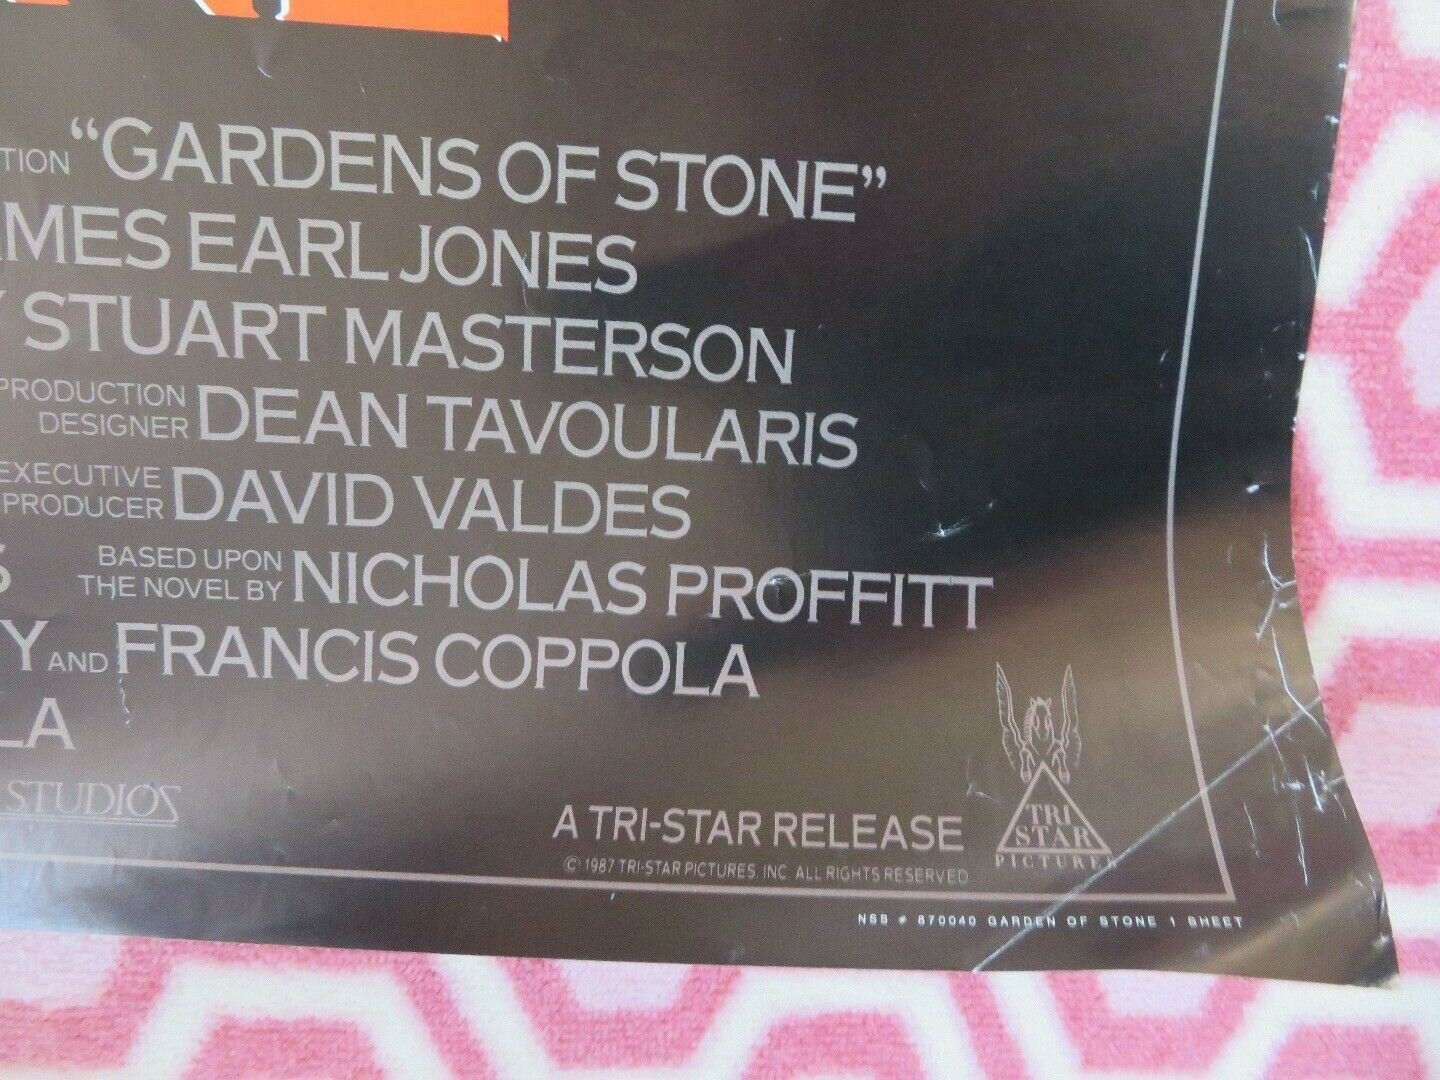 TION "GARDENS OF STONE"
MES EARL JONES
Y STUART MASTERSON
PRODUCTION
DESIGNER DEAN TAVOULARIS
EXECUTIVE
PRODUCER DAVID VALDES
S BASED UPON
THE NOVEL BY NICHOLAS PROFFITT
Y AND FRANCIS COPPOLA
LA
STUDIOS
A TRI-STAR RELEASE
© 1987 TRI-STAR PICTURES, INC. ALL RIGHTS RESERVED
TRI
STAR
PICTURES
NSS # 870040 GARDEN OF STONE 1 SHEET